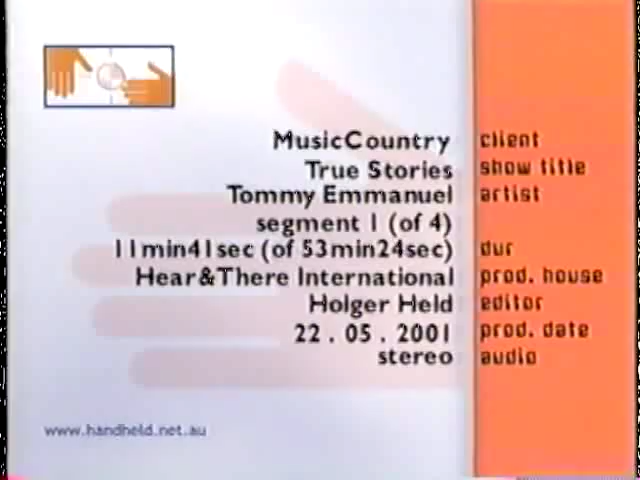 MusicCountry client
True Stories show title
Tommy Emmanuel artist
segment 1 (of 4)
11min41sec (of 53min24sec) dur
Hear&There International prod. house
Holger Held editor
22 . 05 . 2001 prod. date
stereo audio
www.handheld.net.au